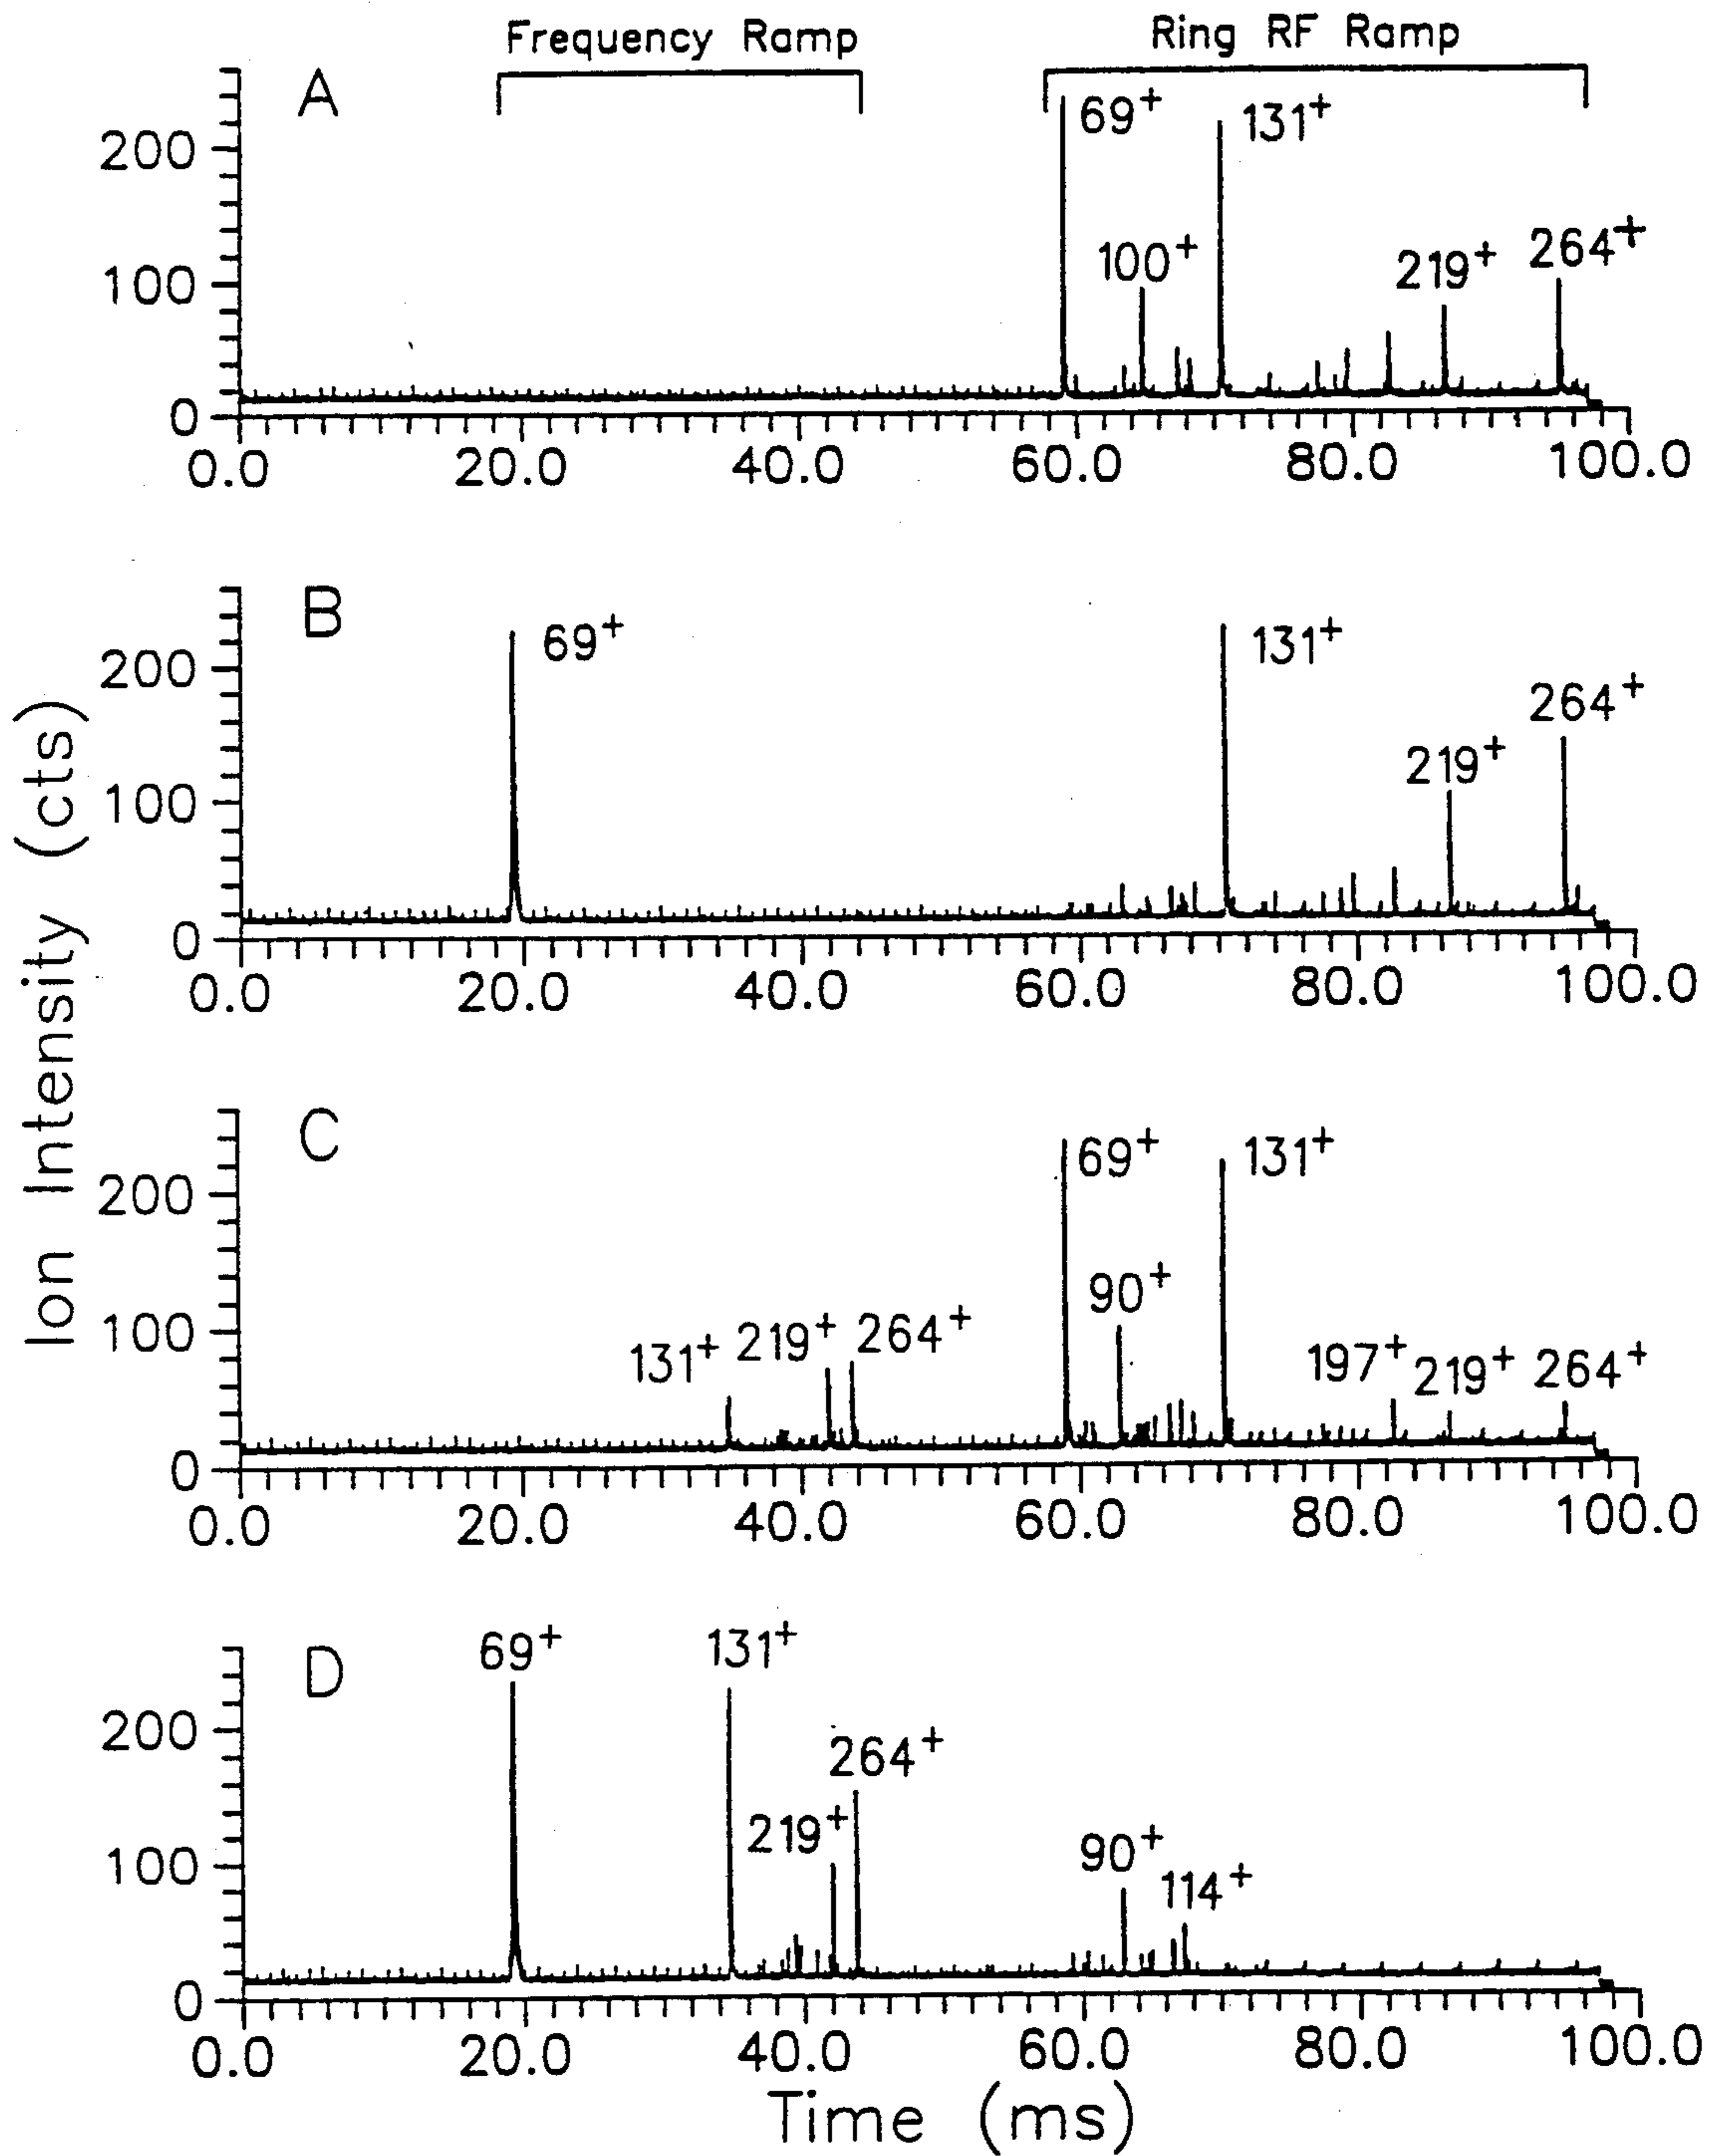 Frequency Ramp
Ring RF Ramp
A
69+
131+
100+
219+
264+
200
100
0
0.0 20.0 40.0 60.0 80.0 100.0
B
69+
131+
264+
219+
200
100
0
0.0 20.0 40.0 60.0 80.0 100.0
C
69+
131+
90+
131+ 219+ 264+
197+ 219+ 264+
200
100
0
0.0 20.0 40.0 60.0 80.0 100.0
D
69+
131+
264+
219+
90+
114+
200
100
0
0.0 20.0 40.0 60.0 80.0 100.0
Time (ms)
Ion Intensity (cts)